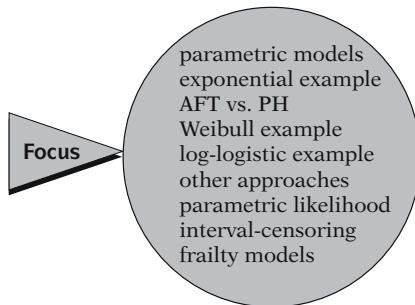 Focus
parametric models
exponential example
AFT vs. PH
Weibull example
log-logistic example
other approaches
parametric likelihood
interval-censoring
frailty models